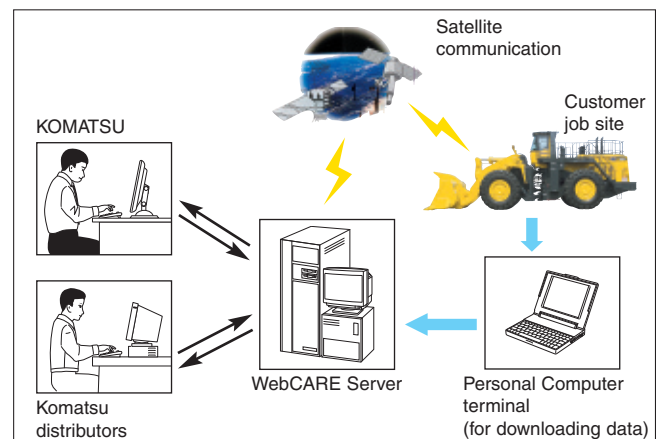 Satellite
communication
KOMATSU
Customer
job site
WebCARE Server
Komatsu
distributors
Personal Computer
terminal
(for downloading data)